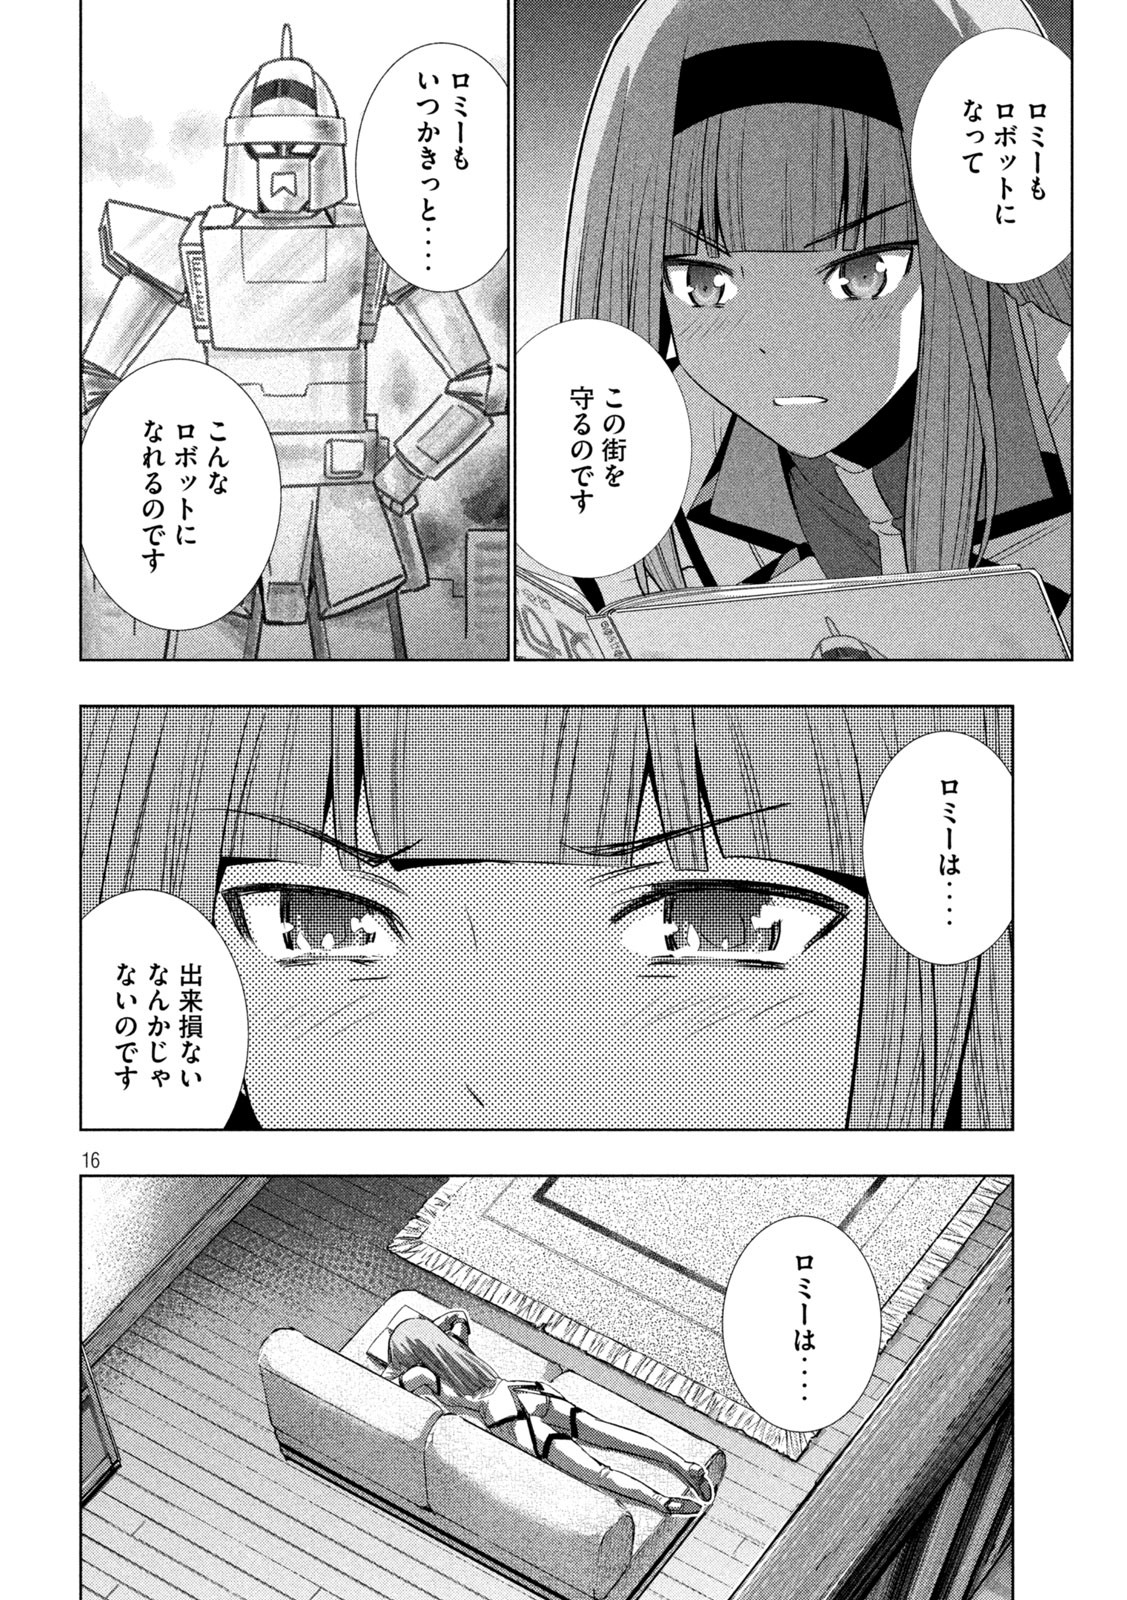 ロミーも
ロボットに
なって
この街を
守るのです
ロミーも
いつかきっと‥‥
こんな
ロボットに
なれるのです
ロミーは‥‥
出来損ない
なんかじゃ
ないのです
ロミーは‥‥
16